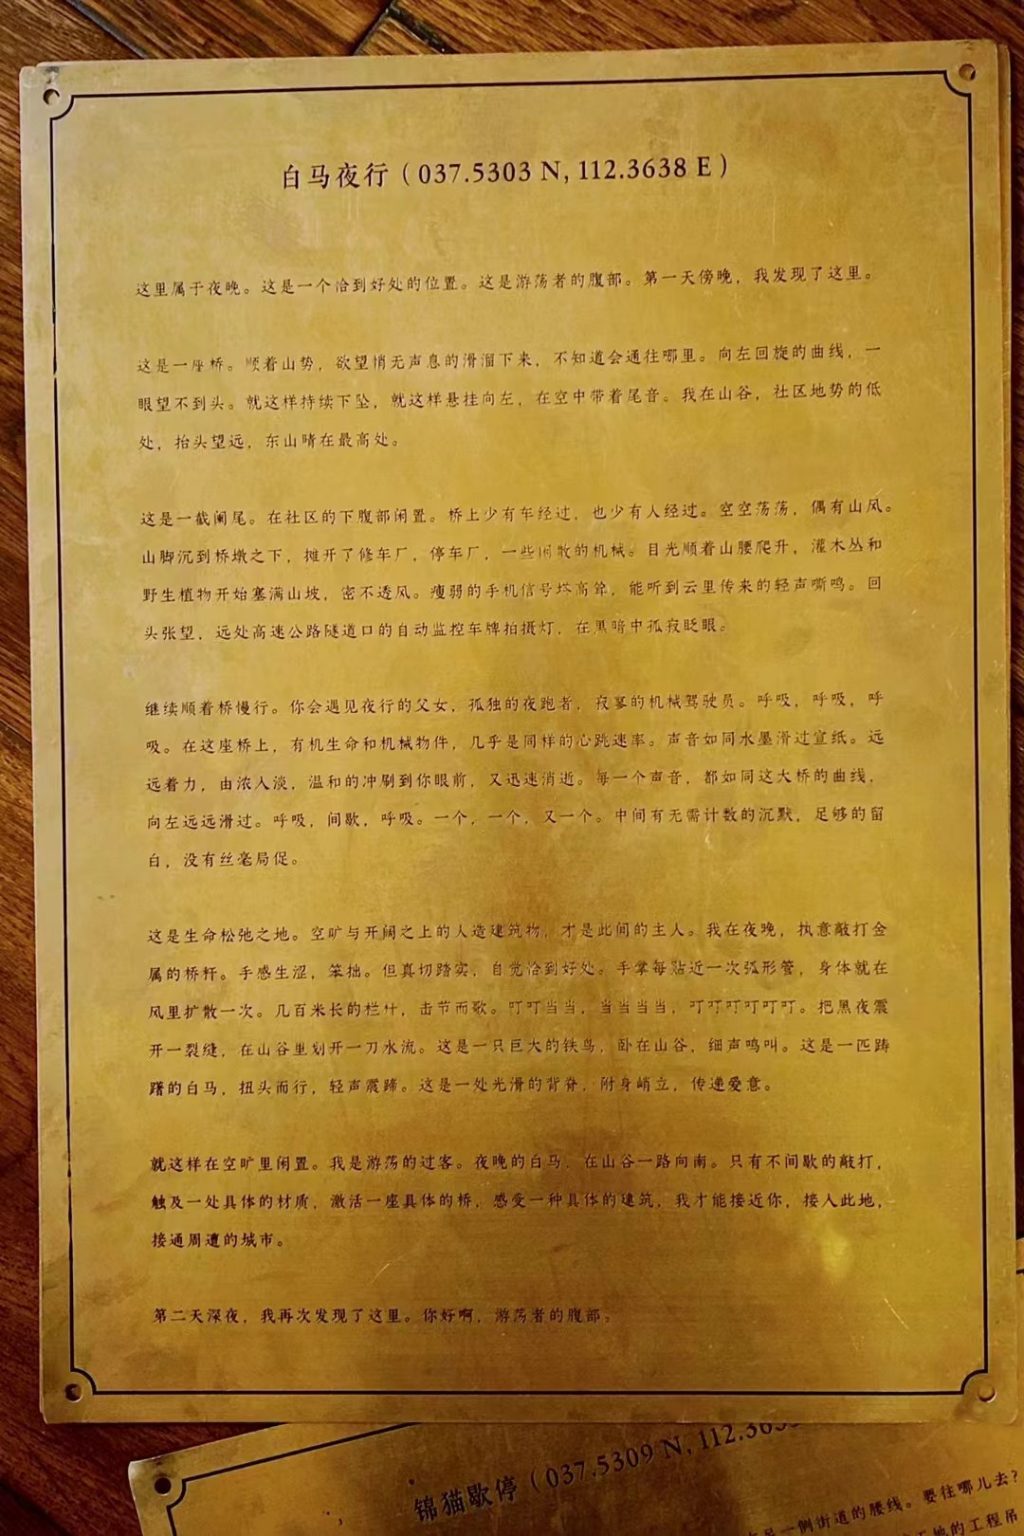 白马夜行（037.5303 N, 112.3638 E）
这里属于夜晚。这是一个恰到好处的位置。这是游荡者的腹部。第一天傍晚，我发现了这里。
这是一座桥。顺着山势，欲望悄无声息的滑溜下来，不知道会通往哪里。向左回旋的曲线，一
眼望不到头。就这样持续下坠，就这样悬挂向左，在空中带着尾音。我在山谷，社区地势的低
处，抬头望远，东山晴在最高处。
这是一截阑尾。在社区的下腹部闲置。桥上少有车经过，也少有人经过。空空荡荡，偶有山风。
山脚沉到桥墩之下，摊开了修车厂，停车厂，一些闲散的机械。目光顺着山腰爬升，灌木丛和
野生植物开始塞满山坡，密不透风。瘦弱的手机信号塔高耸，能听到云里传来的轻声嘶鸣。回
头张望，远处高速公路隧道口的自动监控车牌拍摄灯，在黑暗中孤寂眨眼。
继续顺着桥慢行。你会遇见夜行的父女，孤独的夜跑者，寂寥的机械驾驶员。呼吸，呼吸，呼
吸。在这座桥上，有机生命和机械物件，几乎是同样的心跳速率。声音如同水墨滑过宣纸。远
远着力，由浓入淡，温和的冲刷到你眼前，又迅速消逝。每一个声音，都如同这大桥的曲线，
向左远远滑过。呼吸，间歇，呼吸。一个，一个，又一个。中间有无需计数的沉默，足够的留
白，没有丝毫局促。
这是生命松弛之地。空旷与开阔之上的人造建筑物，才是此间的主人。我在夜晚，执意敲打金
属的桥杆。手感生涩，笨拙。但真切踏实，自觉恰到好处。手掌每贴近一次弧形管，身体就在
风里扩散一次。几百米长的栏杆，击节而歌。叮叮当当，当当当当，叮叮叮叮叮叮。把黑夜震
开一裂缝，在山谷里划开一刀水流。这是一只巨大的铁鸟，卧在山谷，细声鸣叫。这是一匹踌
躇的白马，扭头而行，轻声震蹄。这是一处光滑的背脊，附身峭立，传递爱意。
就这样在空旷里闲置。我是游荡的过客。夜晚的白马，在山谷一路向南。只有不间歇的敲打，
触及一处具体的材质，激活一座具体的桥，感受一种具体的建筑，我才能接近你，接入此地，
接通周遭的城市。
第二天深夜，我再次发现了这里。你好啊，游荡者的腹部。
锦猫歇停（037.5309 N, 112.36
一侧街道的腰线。要往哪儿去？
地的工程吊